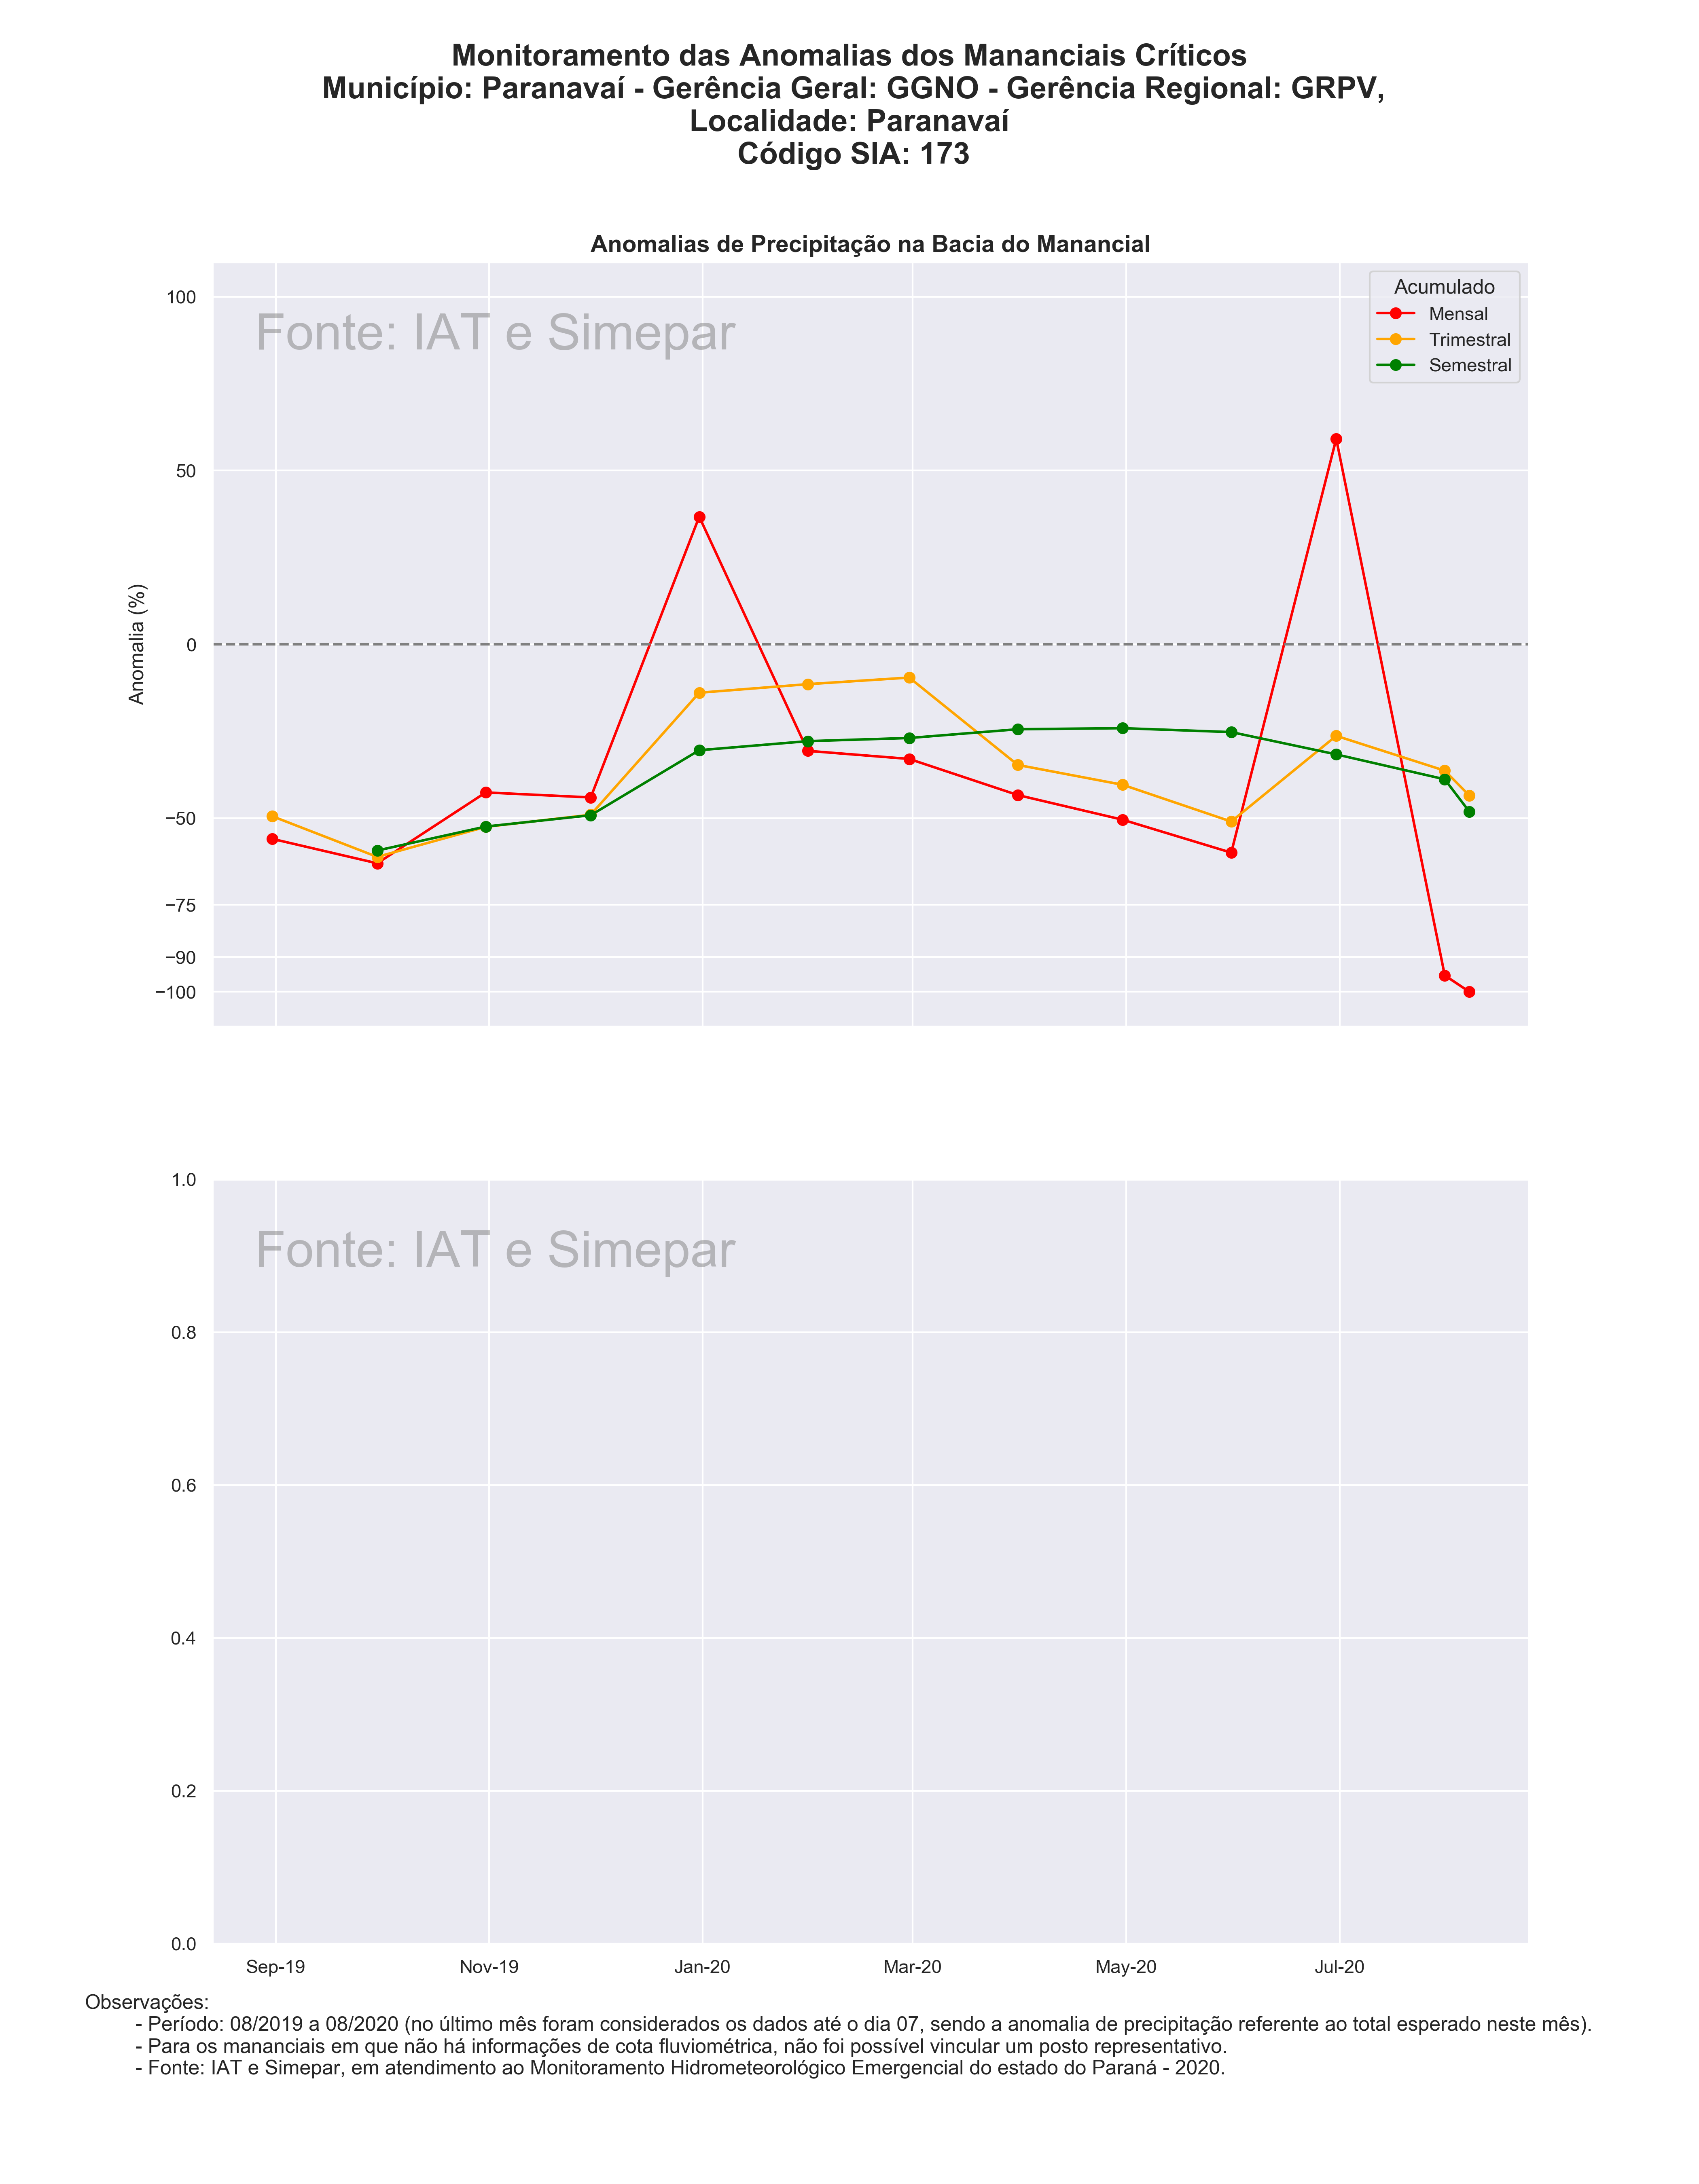 Monitoramento das Anomalias dos Mananciais Críticos
Município: Paranavaí - Gerência Geral: GGNO - Gerência Regional: GRPV,
Localidade: Paranavaí
Código SIA: 173
Anomalias de Precipitação na Bacia do Manancial
Fonte: IAT e Simepar
Acumulado
Mensal
Trimestral
Semestral
Anomalia (%)
100
50
0
−50
−75
−90
−100
Fonte: IAT e Simepar
1.0
0.8
0.6
0.4
0.2
0.0
Sep-19 Nov-19 Jan-20 Mar-20 May-20 Jul-20
Observações:
- Período: 08/2019 a 08/2020 (no último mês foram considerados os dados até o dia 07, sendo a anomalia de precipitação referente ao total esperado neste mês).
- Para os mananciais em que não há informações de cota fluviométrica, não foi possível vincular um posto representativo.
- Fonte: IAT e Simepar, em atendimento ao Monitoramento Hidrometeorológico Emergencial do estado do Paraná - 2020.